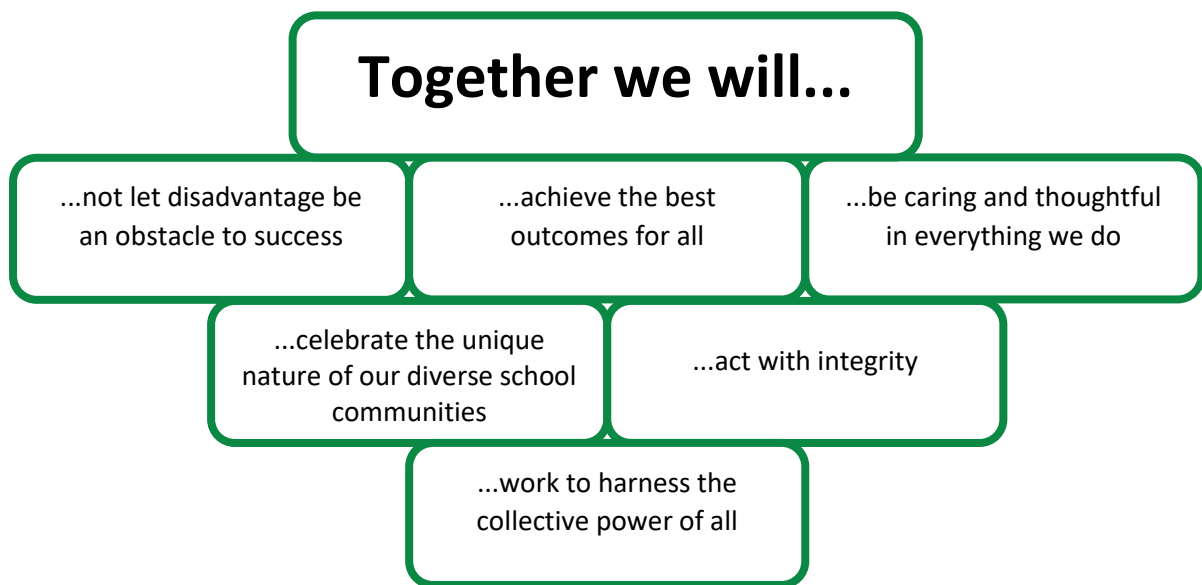 Together we will...
...not let disadvantage be
an obstacle to success
...achieve the best
outcomes for all
...be caring and thoughtful
in everything we do
...celebrate the unique
nature of our diverse school
communities
...act with integrity
...work to harness the
collective power of all